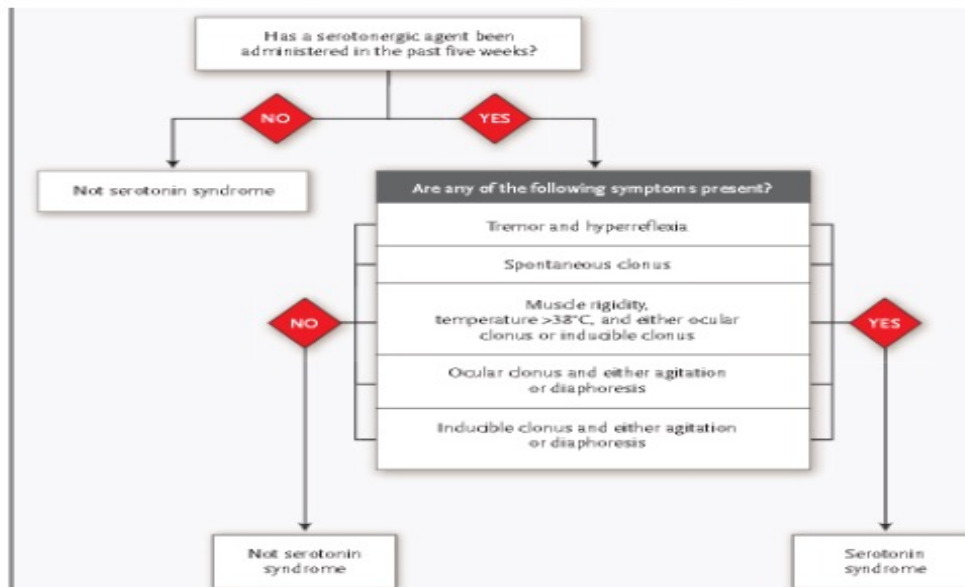 Has a serotonergic agent been
administered in the past five weeks?
NO
YES
Not serotonin syndrome
Are any of the following symptoms present?
Tremor and hyperreflexia
Spontaneous clonus
Muscle rigidity,
temperature >38°C, and either ocular
clonus or inducible clonus
NO
YES
Ocular clonus and either agitation
or diaphoresis
Inducible clonus and either agitation
or diaphoresis
Not serotonin
syndrome
Serotonin
syndrome